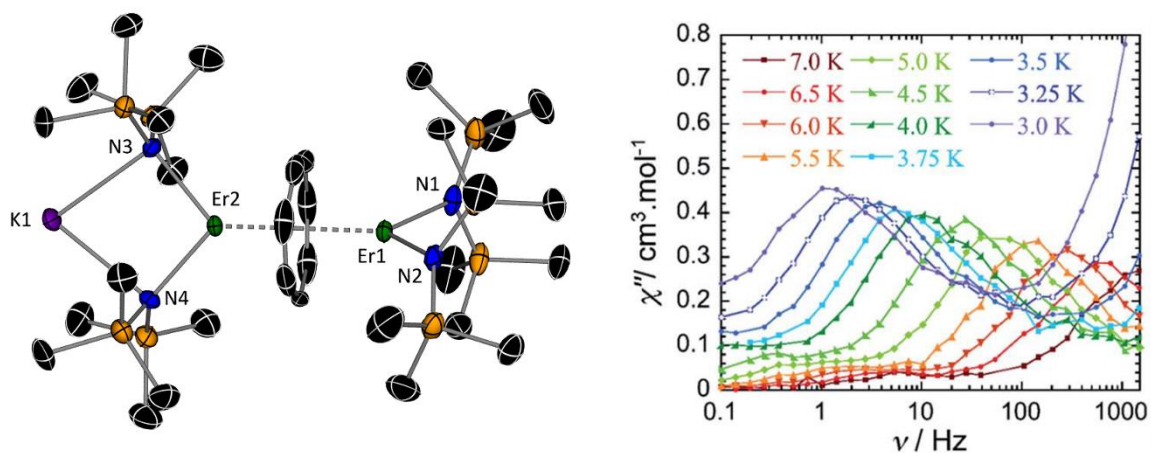 N3
Er2
K1
N4
N1
Er1
N2
χ''/ cm³.mol⁻¹
0.8
0.7
0.6
0.5
0.4
0.3
0.2
0.1
0
7.0 K 5.0 K 3.5 K
6.5 K 4.5 K 3.25 K
6.0 K 4.0 K 3.0 K
5.5 K 3.75 K
0.1 1 10 100 1000
ν / Hz